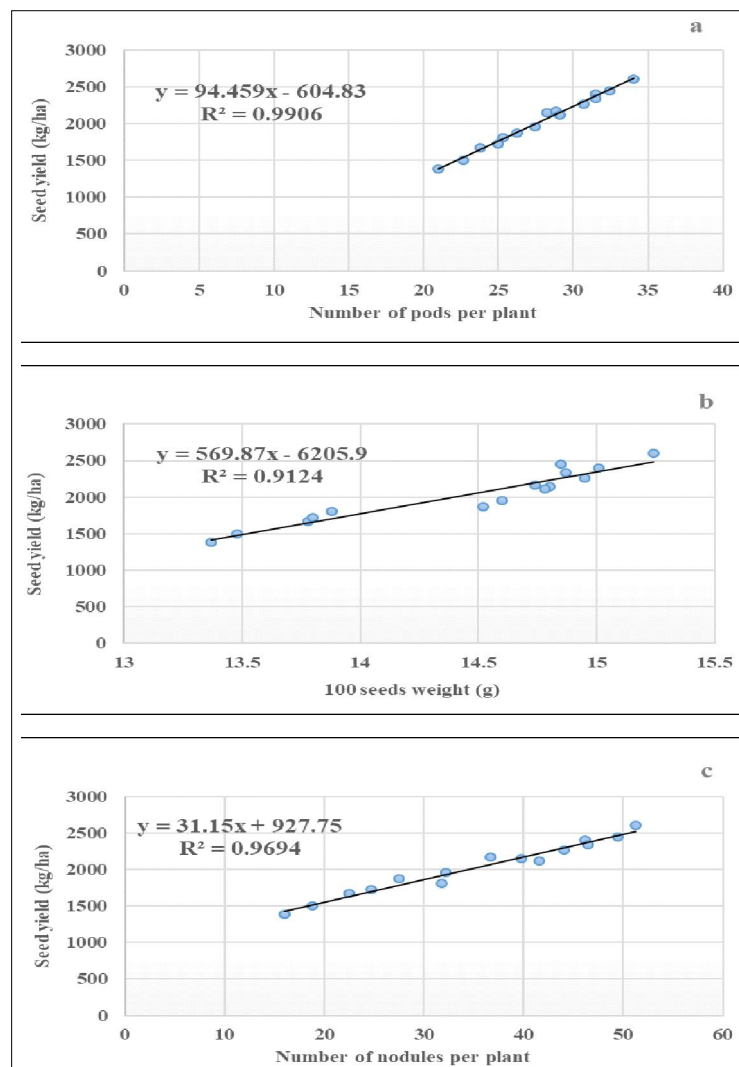 a
3000
2500
2000
1500
1000
500
0
y = 94.459x - 604.83
R² = 0.9906
Seed yield (kg/ha)
0 5 10 15 20 25 30 35 40
Number of pods per plant
b
3000
2500
2000
1500
1000
500
0
y = 569.87x - 6205.9
R² = 0.9124
Seed yield (kg/ha)
13 13.5 14 14.5 15 15.5
100 seeds weight (g)
c
3000
2500
2000
1500
1000
500
0
y = 31.15x + 927.75
R² = 0.9694
Seed yield (kg/ha)
0 10 20 30 40 50 60
Number of nodules per plant